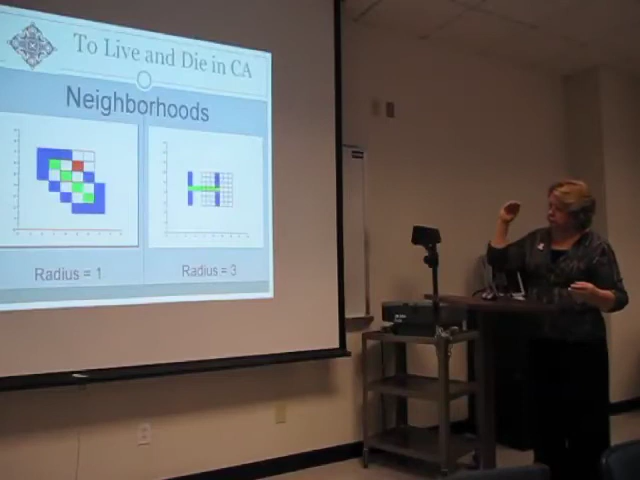 To Live and Die in CA
Neighborhoods
Radius = 1
Radius = 3